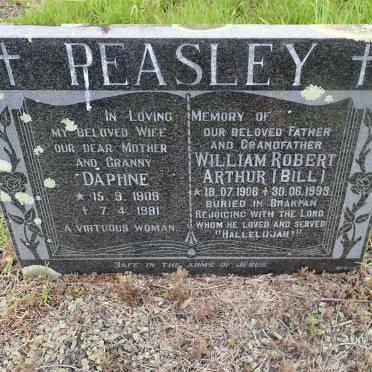 PEASLEY
IN LOVING MEMORY OF
MY BELOVED WIFE
OUR DEAR MOTHER
AND GRANNY
DAPHNE
* 15. 9. 1909
+ 7. 4. 1981
A VIRTUOUS WOMAN.
OUR BELOVED FATHER
AND GRANDFATHER
WILLIAM ROBERT
ARTHUR (BILL)
* 18.07.1906 + 30.06.1993
BURIED IN BRAKPAN
REJOICING WITH THE LORD
WHOM HE LOVED AND SERVED
"HALLELUJAH"
SAFE IN THE ARMS OF JESUS.